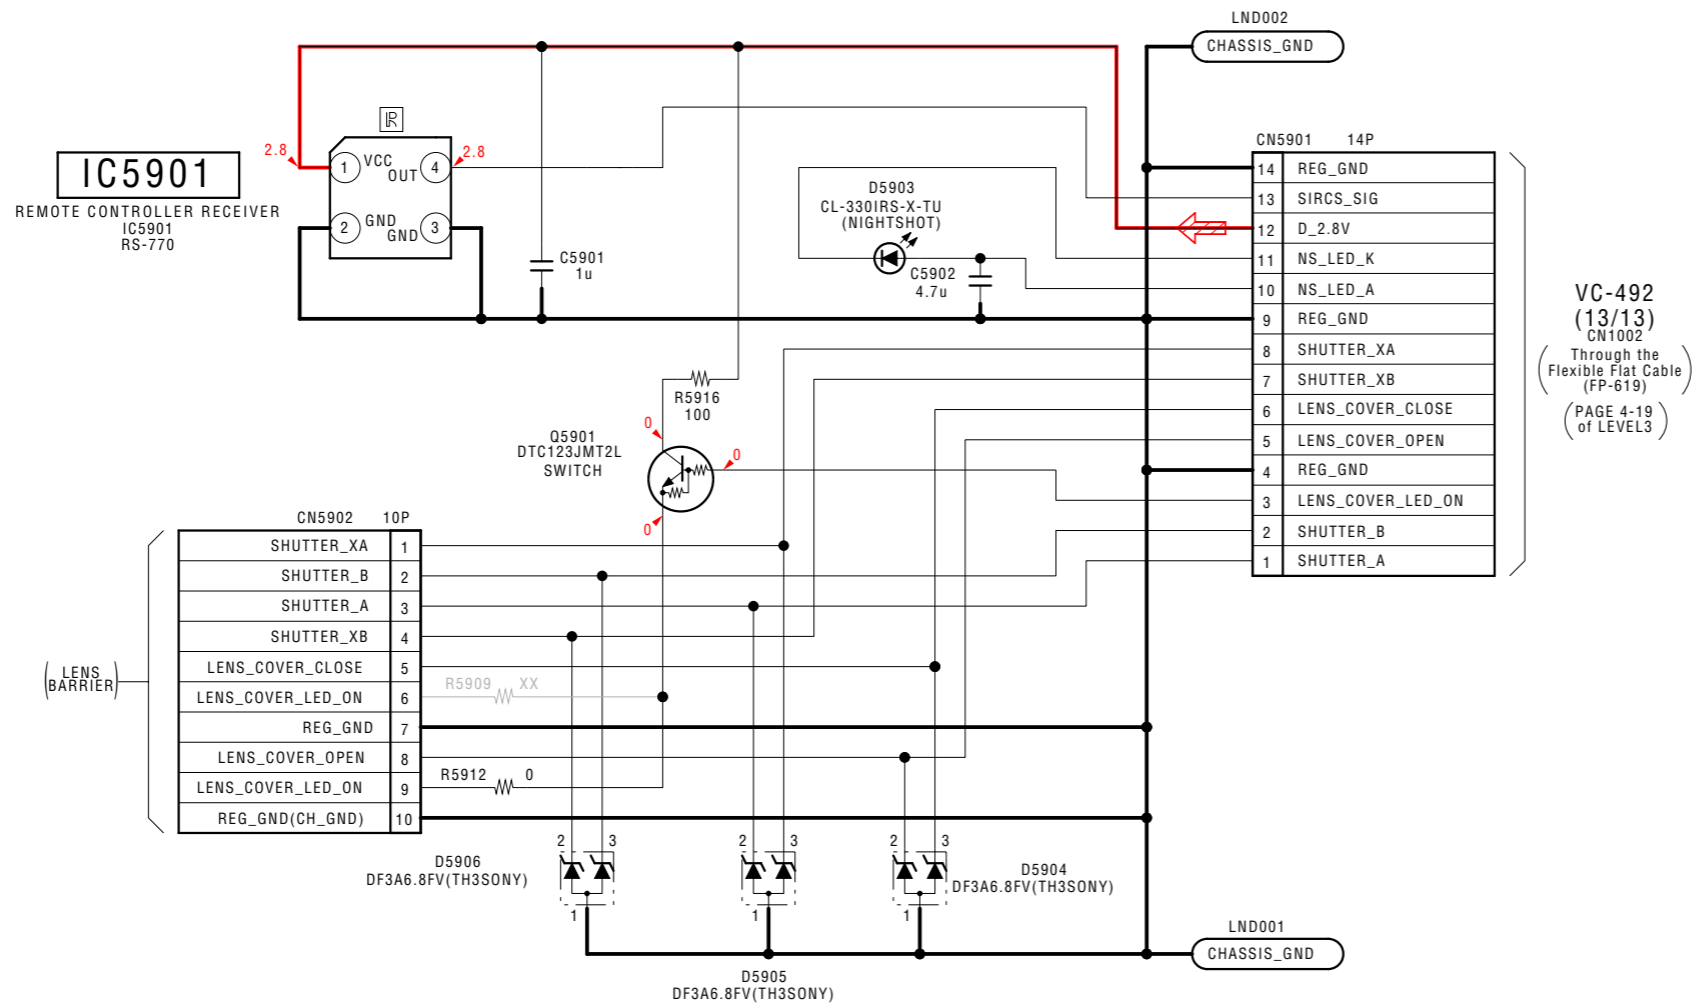 LND002
CHASSIS_GND
R
IC5901
REMOTE CONTROLLER RECEIVER
IC5901
RS-770
2.8
2.8
1 VCC
OUT 4
2 GND
GND 3
C5901
1u
D5903
CL-330IRS-X-TU
(NIGHTSHOT)
C5902
4.7u
CN5901 14P
14 REG_GND
13 SIRCS_SIG
12 D_2.8V
11 NS_LED_K
10 NS_LED_A
9 REG_GND
8 SHUTTER_XA
7 SHUTTER_XB
6 LENS_COVER_CLOSE
5 LENS_COVER_OPEN
4 REG_GND
3 LENS_COVER_LED_ON
2 SHUTTER_B
1 SHUTTER_A
VC-492
(13/13)
CN1002
(Through the
Flexible Flat Cable
(FP-619))
(PAGE 4-19
of LEVEL3)
R5916
100
Q5901
DTC123JMT2L
SWITCH
0
0
0
CN5902 10P
SHUTTER_XA 1
SHUTTER_B 2
SHUTTER_A 3
SHUTTER_XB 4
LENS_COVER_CLOSE 5
LENS_COVER_LED_ON 6
REG_GND 7
LENS_COVER_OPEN 8
LENS_COVER_LED_ON 9
REG_GND(CH_GND) 10
(LENS
BARRIER)
R5909 XX
R5912 0
D5906
DF3A6.8FV(TH3SONY)
2 3
1
2 3
1
2 3
1
D5904
DF3A6.8FV(TH3SONY)
D5905
DF3A6.8FV(TH3SONY)
LND001
CHASSIS_GND